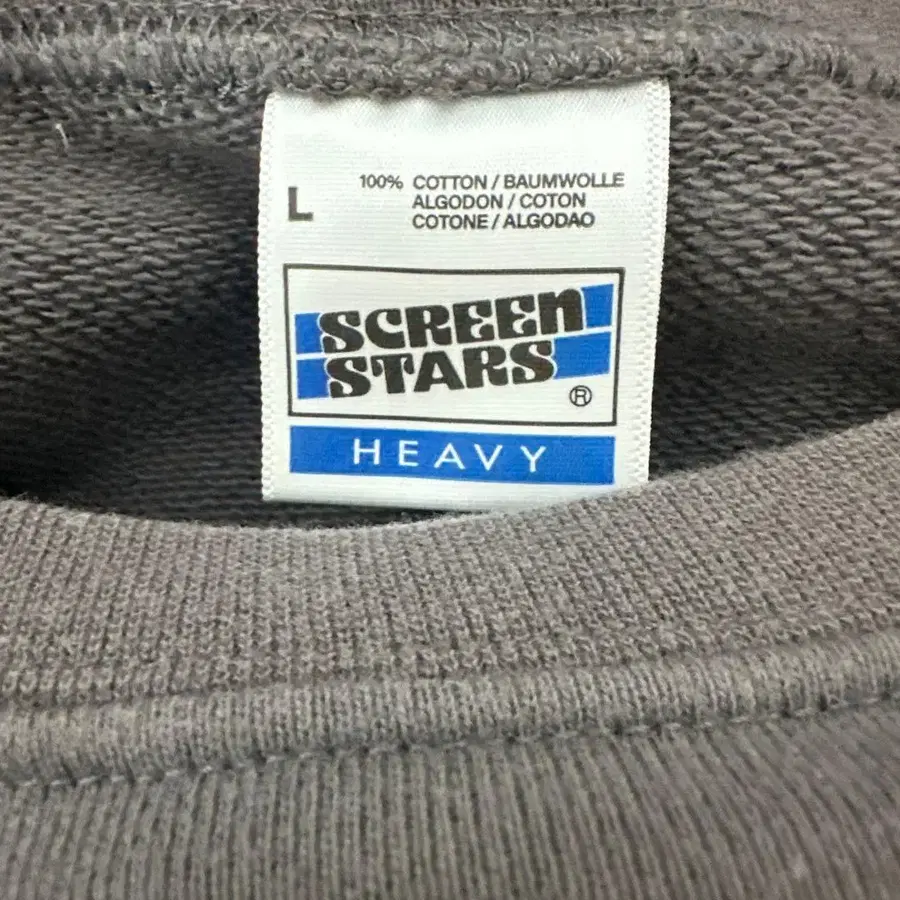 L
100% COTTON / BAUMWOLLE
ALGODON / COTON
COTONE / ALGODAO
SCREEN
STARS
®
HEAVY